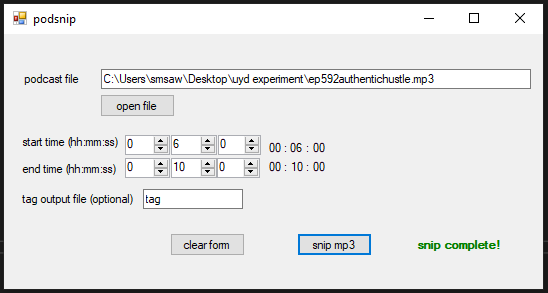 podsnip
podcast file C:\Users\smsaw\Desktop\uyd experiment\ep592authentichustle.mp3
open file
start time (hh:mm:ss) 0 6 0 00 : 06 : 00
end time (hh:mm:ss) 0 10 0 00 : 10 : 00
tag output file (optional) tag
clear form snip mp3 snip complete!